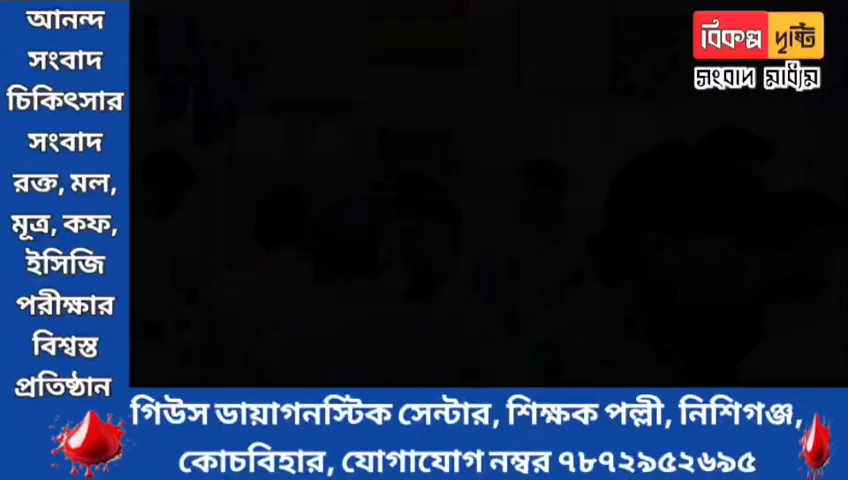 আনন্দ
সংবাদ
চিকিৎসার
সংবাদ
রক্ত, মল,
মূত্র, কফ,
ইসিজি
পরীক্ষার
বিশ্বস্ত
প্রতিষ্ঠান
বিকল্প দৃষ্টি
সংবাদ মাধ্যম
গিউস ডায়াগনস্টিক সেন্টার, শিক্ষক পল্লী, নিশিগঞ্জ,
কোচবিহার, যোগাযোগ নম্বর ৭৮৭২৯৫২৬৯৫